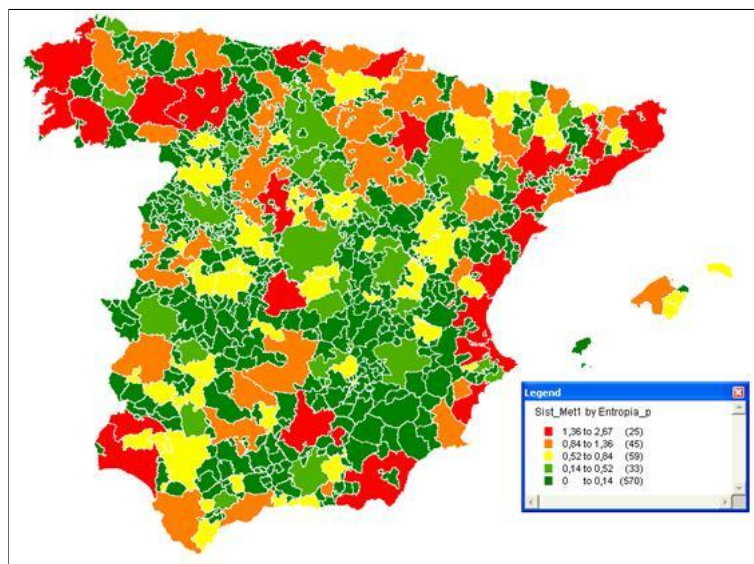 Legend
Sist_Met1 by Entropia_p
1,36 to 2,67 (25)
0,84 to 1,36 (45)
0,52 to 0,84 (59)
0,14 to 0,52 (33)
0 to 0,14 (570)